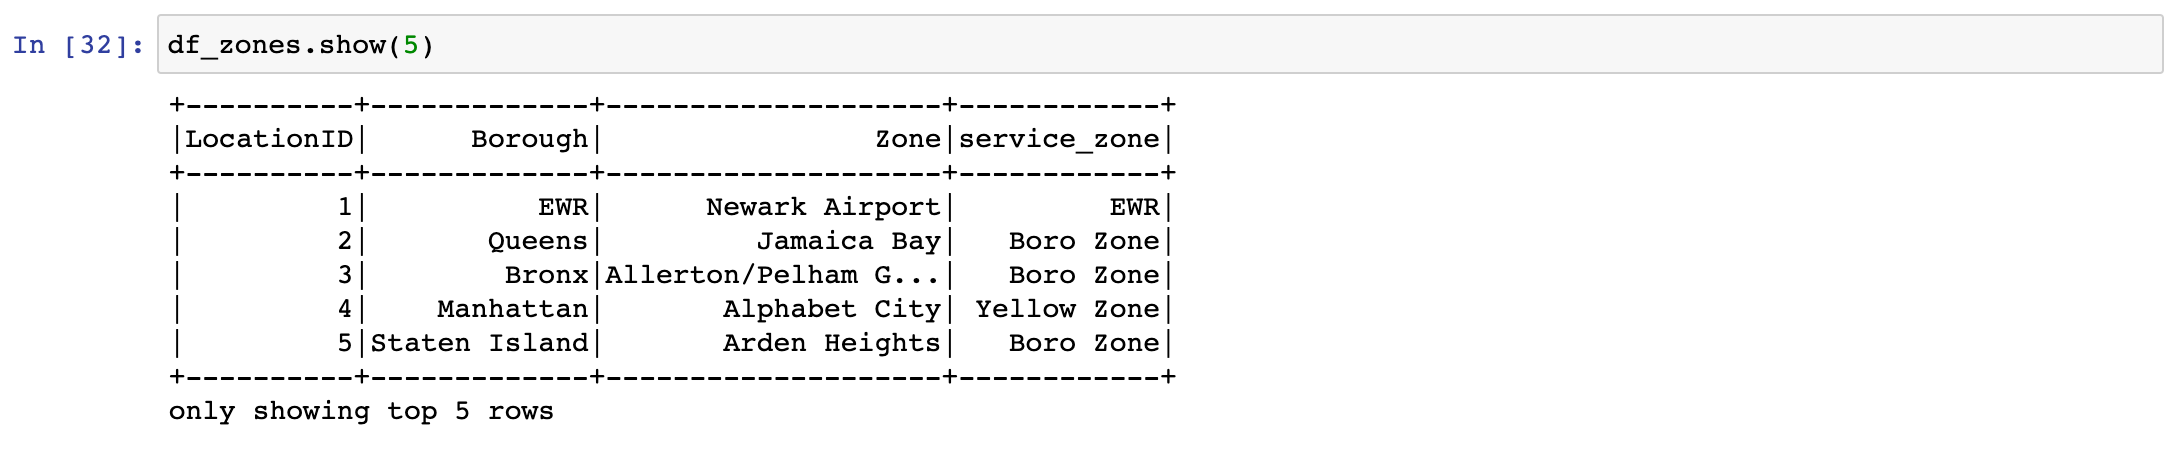 In [32]: df_zones.show(5)
+----------+-------------+--------------------+------------+
|LocationID|      Borough|                Zone|service_zone|
+----------+-------------+--------------------+------------+
|         1|          EWR|      Newark Airport|         EWR|
|         2|       Queens|         Jamaica Bay|   Boro Zone|
|         3|        Bronx|Allerton/Pelham G...|   Boro Zone|
|         4|    Manhattan|       Alphabet City| Yellow Zone|
|         5|Staten Island|       Arden Heights|   Boro Zone|
+----------+-------------+--------------------+------------+
only showing top 5 rows